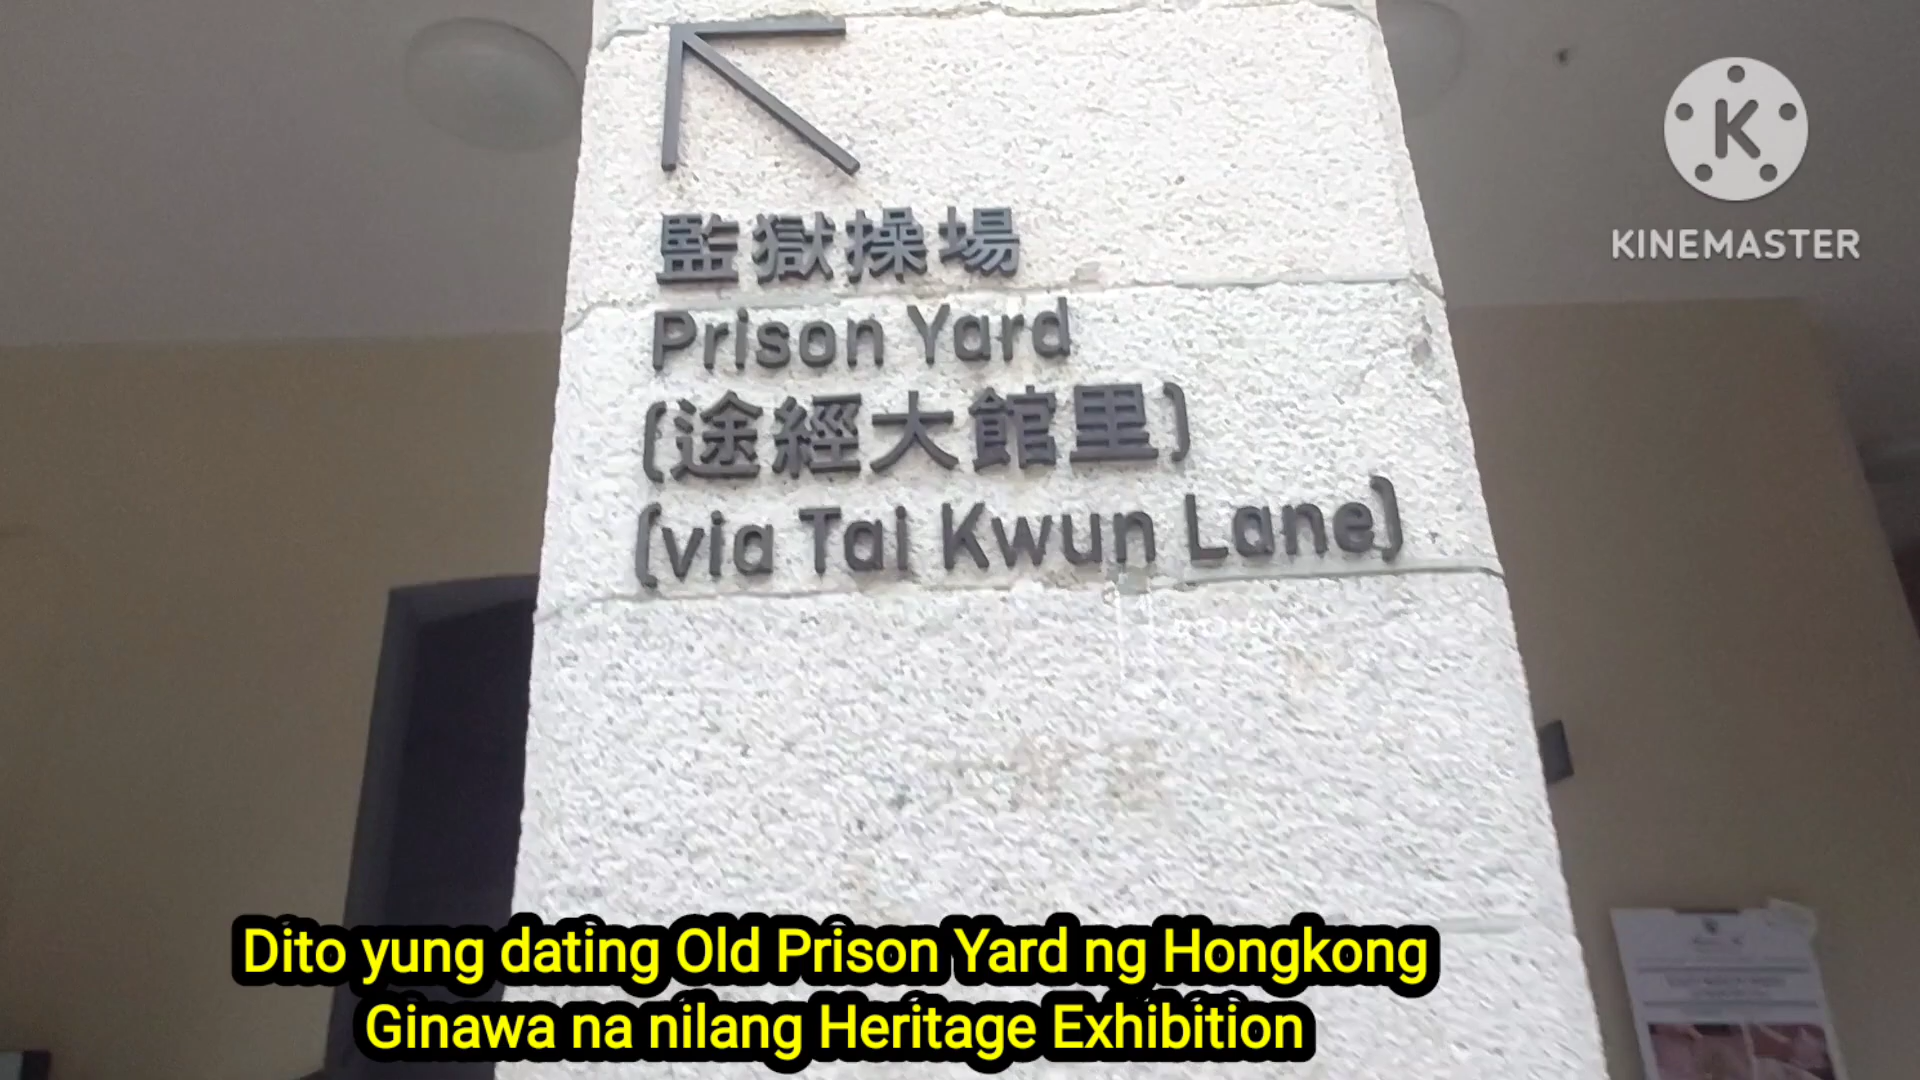 監獄操場
Prison Yard
(途經大館里)
(via Tai Kwun Lane)
K
KINEMASTER
Dito yung dating Old Prison Yard ng Hongkong
Ginawa na nilang Heritage Exhibition